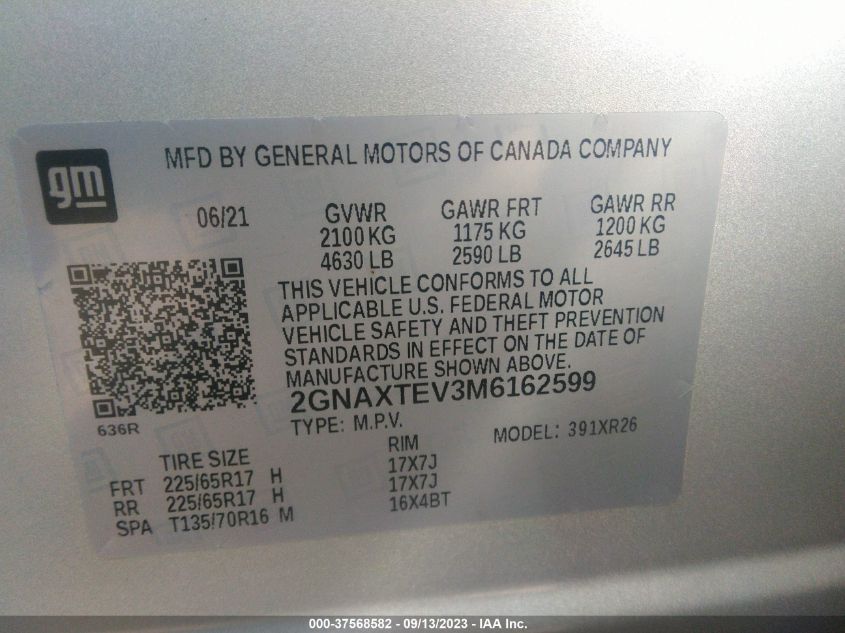 gm
MFD BY GENERAL MOTORS OF CANADA COMPANY
06/21 GVWR GAWR FRT GAWR RR
2100 KG 1175 KG 1200 KG
4630 LB 2590 LB 2645 LB
THIS VEHICLE CONFORMS TO ALL
APPLICABLE U.S. FEDERAL MOTOR
VEHICLE SAFETY AND THEFT PREVENTION
STANDARDS IN EFFECT ON THE DATE OF
MANUFACTURE SHOWN ABOVE.
2GNAXTEV3M6162599
636R
TYPE: M.P.V. MODEL: 391XR26
TIRE SIZE RIM
FRT 225/65R17 H 17X7J
RR 225/65R17 H 17X7J
SPA T135/70R16 M 16X4BT
000-37568582 - 09/13/2023 - IAA Inc.